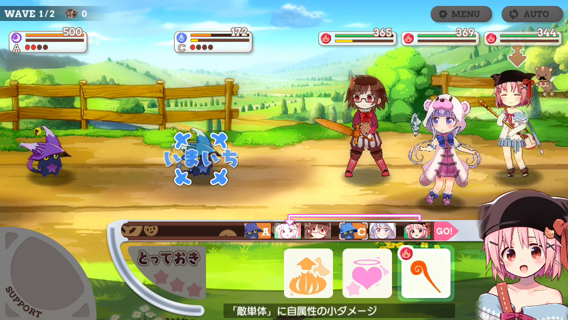 WAVE 1/2 0
MENU
AUTO
500
A
172
C
365
369
344
いまいち
A
C
GO!
とっておき
SUPPORT
「敵単体」に自属性の小ダメージ